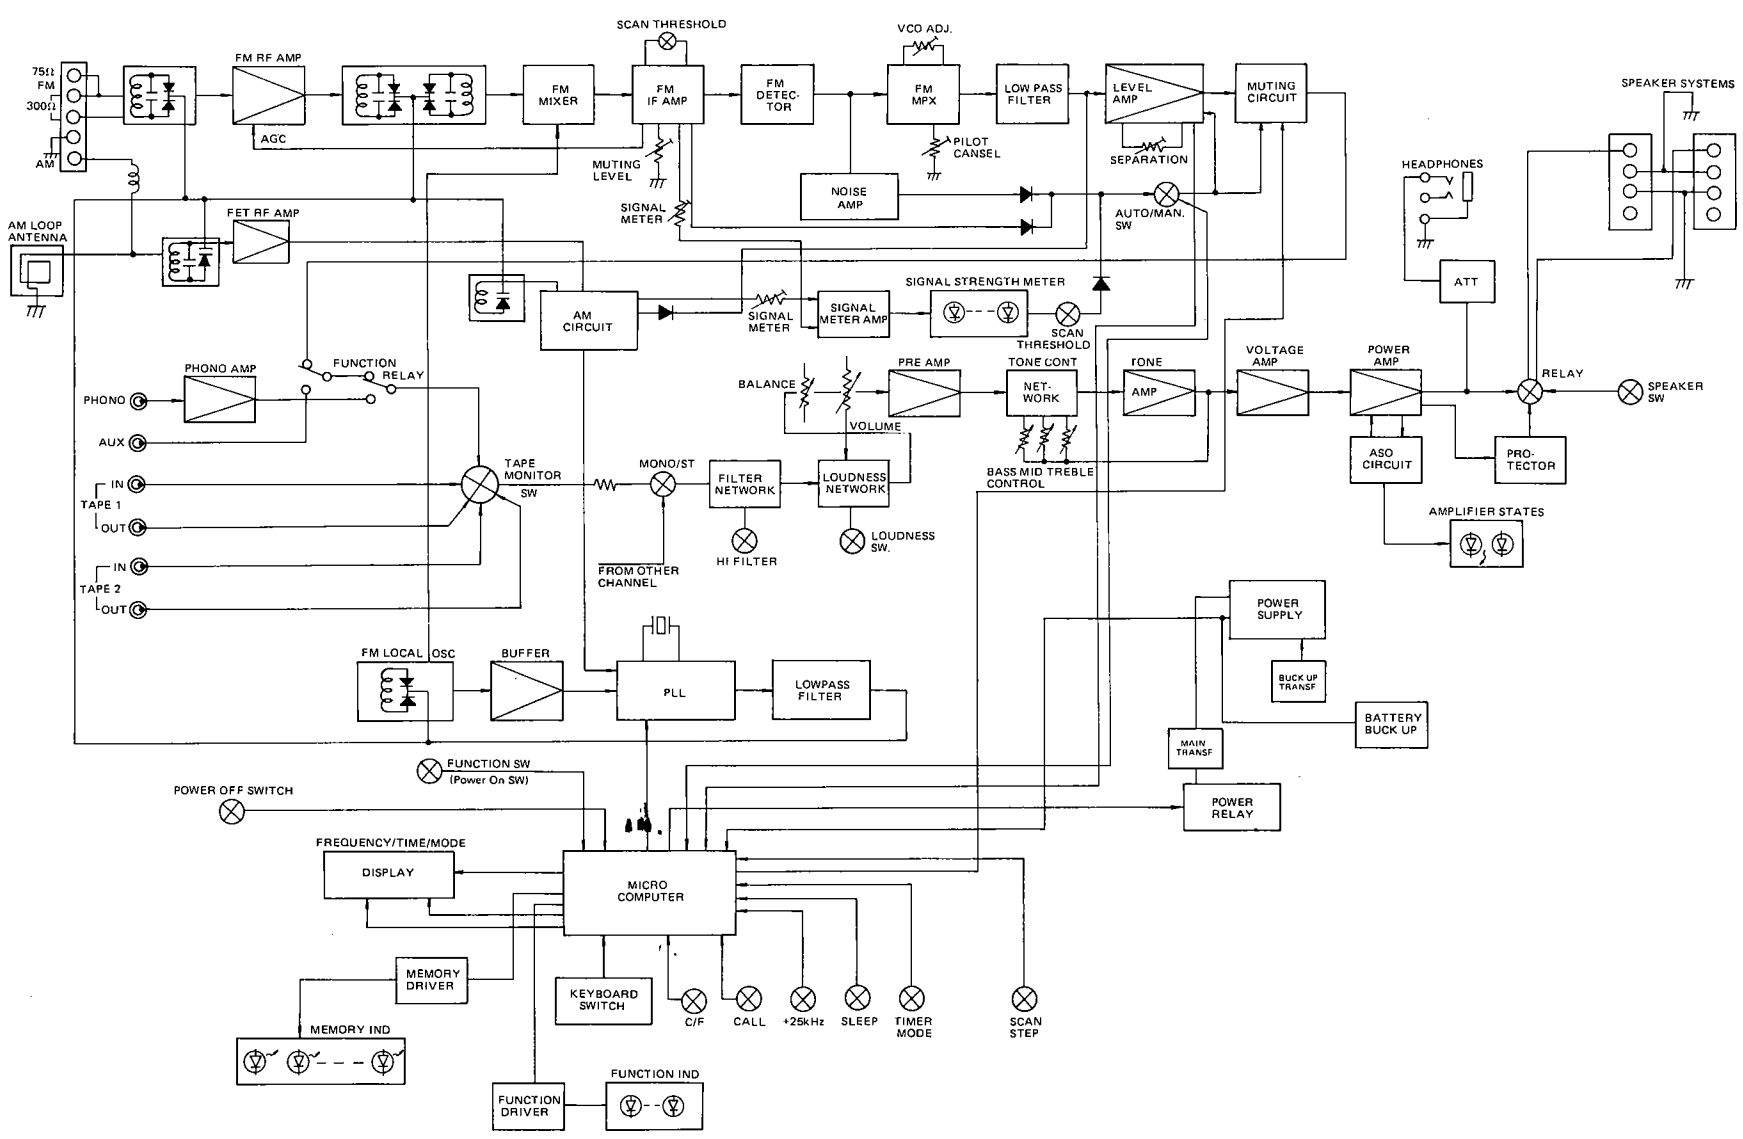 SCAN THRESHOLD
VCO ADJ.
75Ω
FM
300Ω
AM
FM RF AMP
AGC
FM
MIXER
FM
IF AMP
MUTING
LEVEL
FM
DETEC-
TOR
FM
MPX
PILOT
CANSEL
LOW PASS
FILTER
LEVEL
AMP
SEPARATION
MUTING
CIRCUIT
SPEAKER SYSTEMS
HEADPHONES
NOISE
AMP
SIGNAL
METER
AUTO/MAN.
SW
AM LOOP
ANTENNA
FET RF AMP
AM
CIRCUIT
SIGNAL
METER
SIGNAL
METER AMP
SIGNAL STRENGTH METER
SCAN
THRESHOLD
ATT
PHONO AMP
FUNCTION
RELAY
PHONO
AUX
BALANCE
VOLUME
PRE AMP
TONE CONT
NET-
WORK
TONE
AMP
VOLTAGE
AMP
POWER
AMP
RELAY
SPEAKER
SW
BASS MID TREBLE
CONTROL
ASO
CIRCUIT
PRO-
TECTOR
AMPLIFIER STATES
IN
TAPE 1
OUT
IN
TAPE 2
OUT
TAPE
MONITOR
SW
MONO/ST
FROM OTHER
CHANNEL
FILTER
NETWORK
HI FILTER
LOUDNESS
NETWORK
LOUDNESS
SW.
FM LOCAL OSC
BUFFER
PLL
LOWPASS
FILTER
POWER
SUPPLY
BUCK UP
TRANSF
BATTERY
BUCK UP
MAIN
TRANSF
POWER
RELAY
FUNCTION SW
(Power On SW)
POWER OFF SWITCH
FREQUENCY/TIME/MODE
DISPLAY
MICRO
COMPUTER
MEMORY
DRIVER
MEMORY IND
KEYBOARD
SWITCH
C/F
CALL
+25kHz
SLEEP
TIMER
MODE
SCAN
STEP
FUNCTION
DRIVER
FUNCTION IND